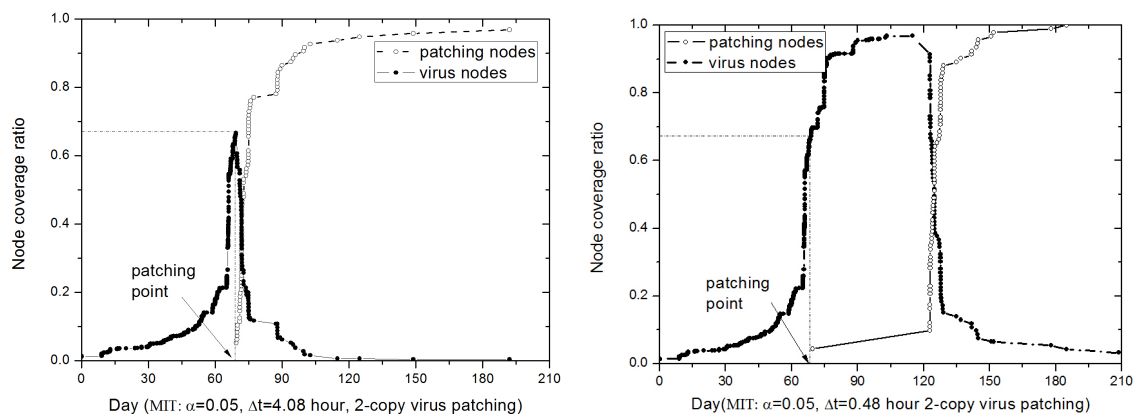 1.0
0.8
0.6
0.4
0.2
0.0
Node coverage ratio
patching nodes
virus nodes
patching
point
0 30 60 90 120 150 180 210
Day (MIT: α=0.05, Δt=4.08 hour, 2-copy virus patching)
1.0
0.8
0.6
0.4
0.2
0.0
Node coverage ratio
patching nodes
virus nodes
patching
point
0 30 60 90 120 150 180 210
Day(MIT: α=0.05, Δt=0.48 hour 2-copy virus patching)